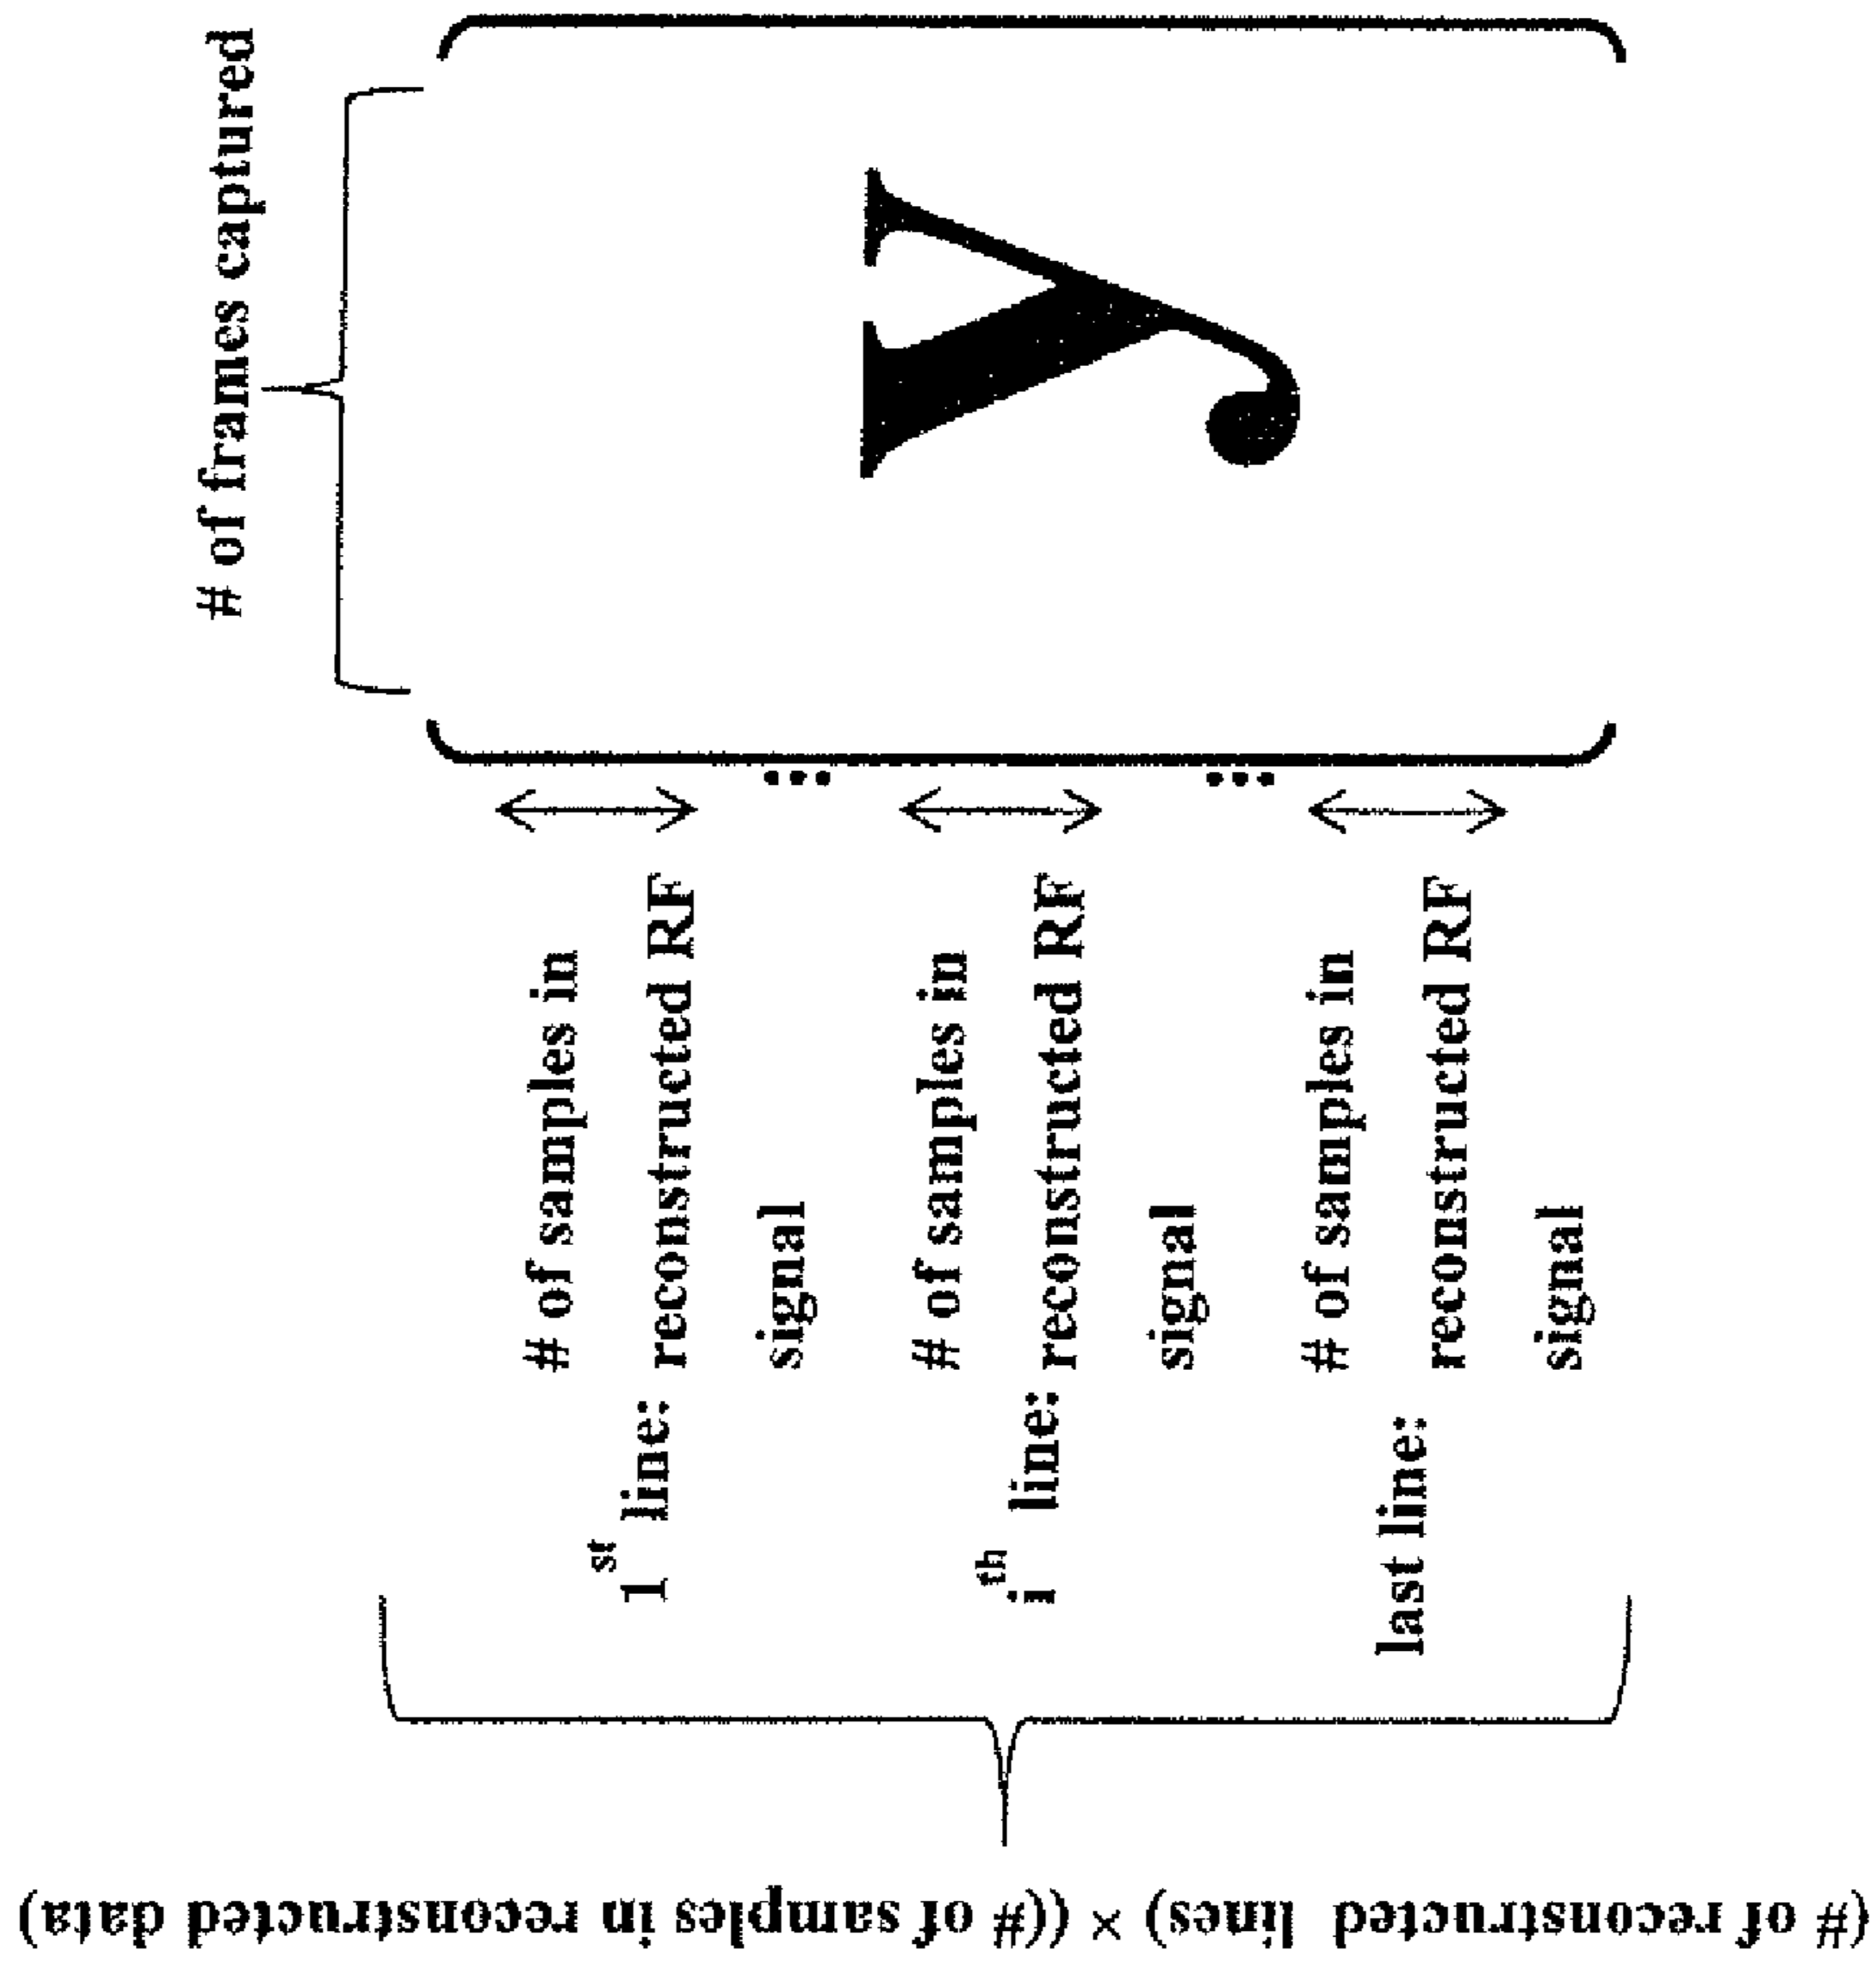 # of frames captured
y
1st line:
# of samples in
reconstructed RF
signal
...
ith line:
# of samples in
reconstructed RF
signal
...
last line:
# of samples in
reconstructed RF
signal
(# of reconstructed lines) × ((# of samples in reconstructed data)